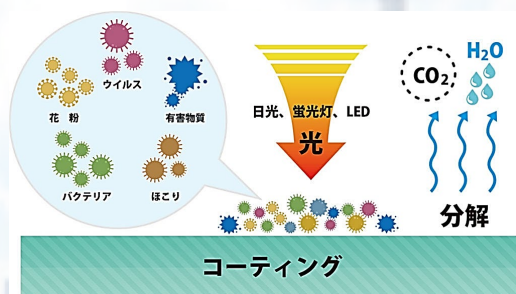 ウイルス
花 粉
有害物質
バクテリア
ほこり
日光、蛍光灯、LED
光
CO₂
H₂O
分解
コーティング